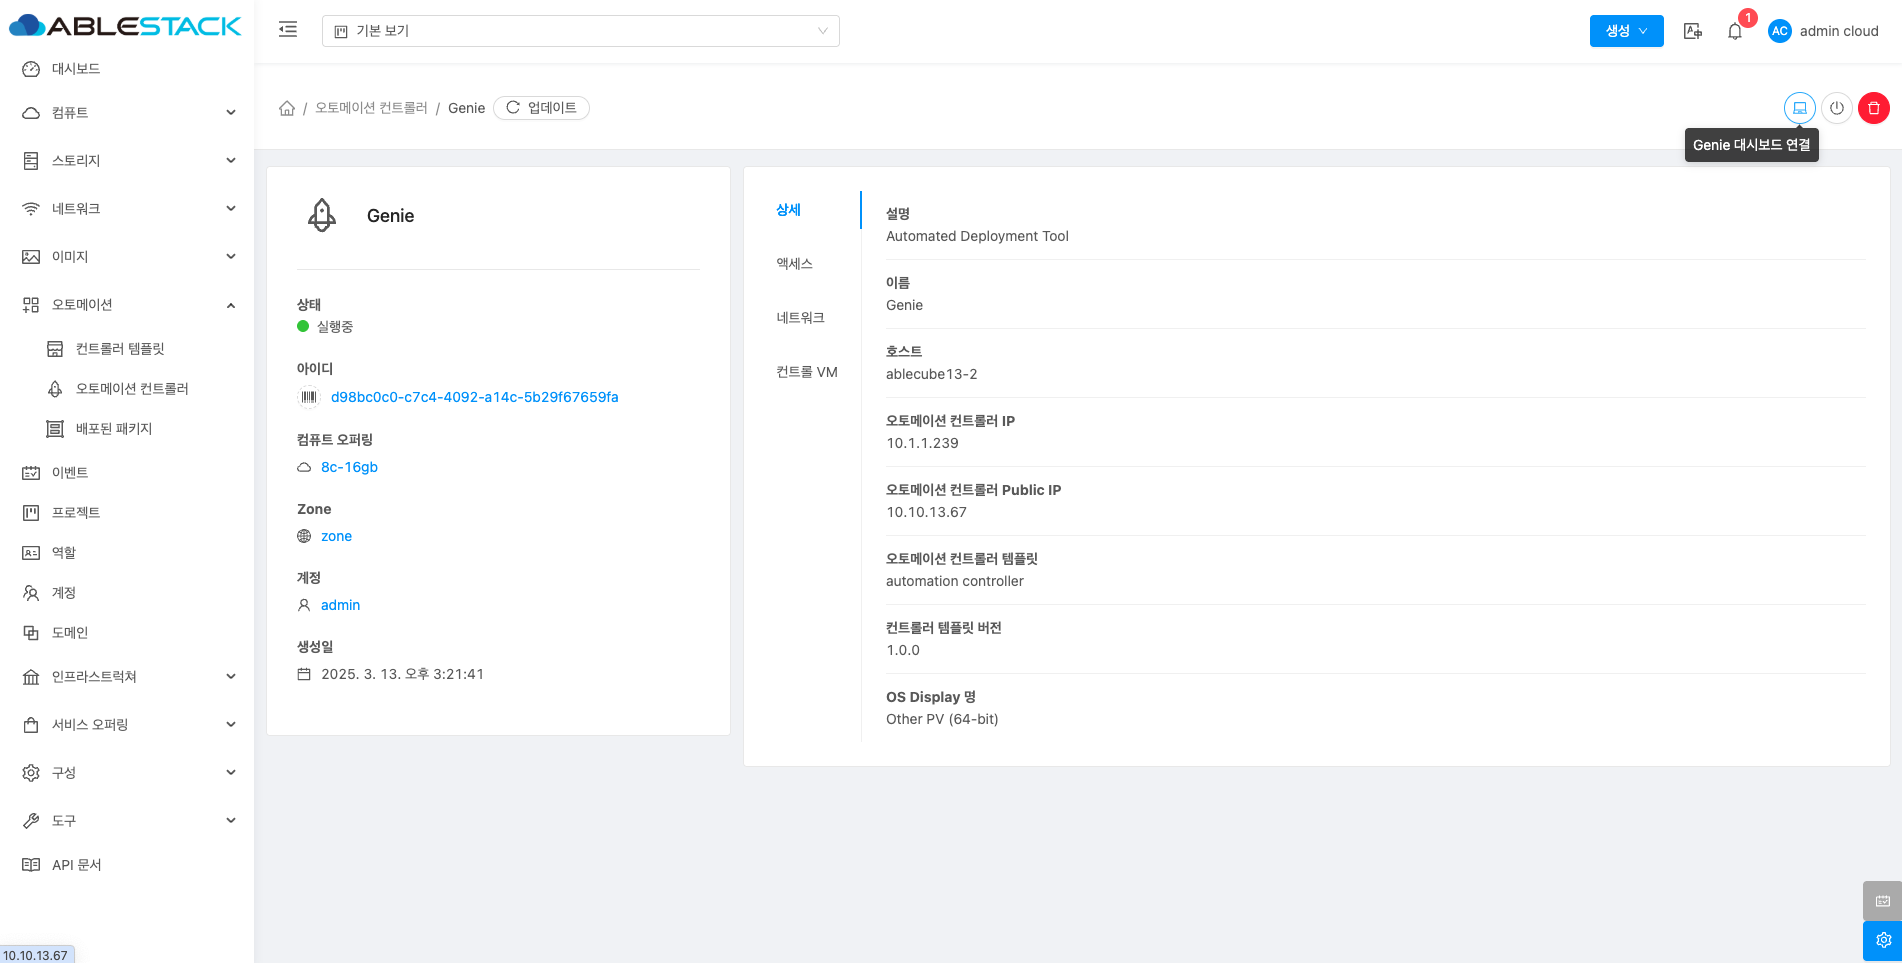 ABLESTACK
기본 보기
생성
1
AC
admin cloud
대시보드
컴퓨트
스토리지
네트워크
이미지
오토메이션
컨트롤러 템플릿
오토메이션 컨트롤러
배포된 패키지
이벤트
프로젝트
역할
계정
도메인
인프라스트럭쳐
서비스 오퍼링
구성
도구
API 문서
10.10.13.67
/ 오토메이션 컨트롤러 / Genie
업데이트
Genie 대시보드 연결
Genie
상태
실행중
아이디
d98bc0c0-c7c4-4092-a14c-5b29f67659fa
컴퓨트 오퍼링
8c-16gb
Zone
zone
계정
admin
생성일
2025. 3. 13. 오후 3:21:41
상세
액세스
네트워크
컨트롤 VM
설명
Automated Deployment Tool
이름
Genie
호스트
ablecube13-2
오토메이션 컨트롤러 IP
10.1.1.239
오토메이션 컨트롤러 Public IP
10.10.13.67
오토메이션 컨트롤러 템플릿
automation controller
컨트롤러 템플릿 버전
1.0.0
OS Display 명
Other PV (64-bit)